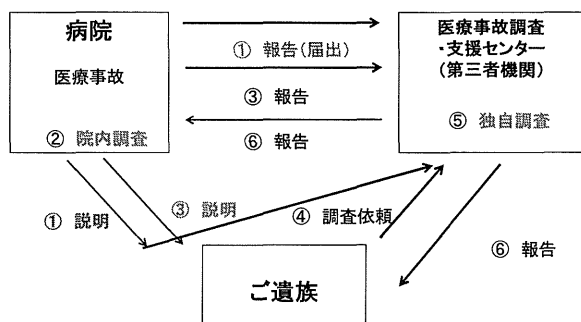 病院
医療事故
② 院内調査
① 報告(届出)
③ 報告
⑥ 報告
医療事故調査
・支援センター
(第三者機関)
⑤ 独自調査
① 説明
③ 説明
④ 調査依頼
⑥ 報告
ご遺族